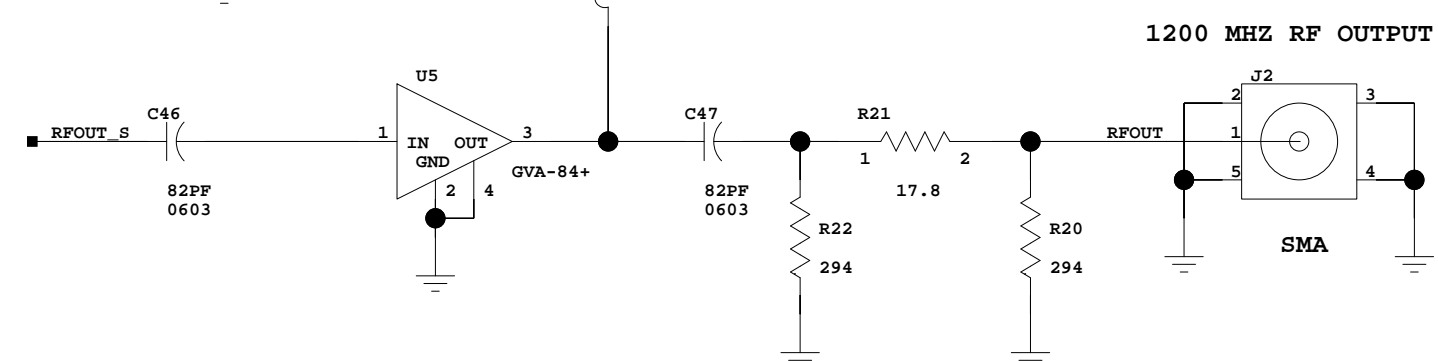 1200 MHZ RF OUTPUT
U5
J2
C46
C47
R21
2
3
RFOUT_S
1
IN
OUT
3
RFOUT
1
GND
1
2
GVA-84+
2
4
5
4
82PF
0603
82PF
0603
17.8
R22
R20
SMA
294
294